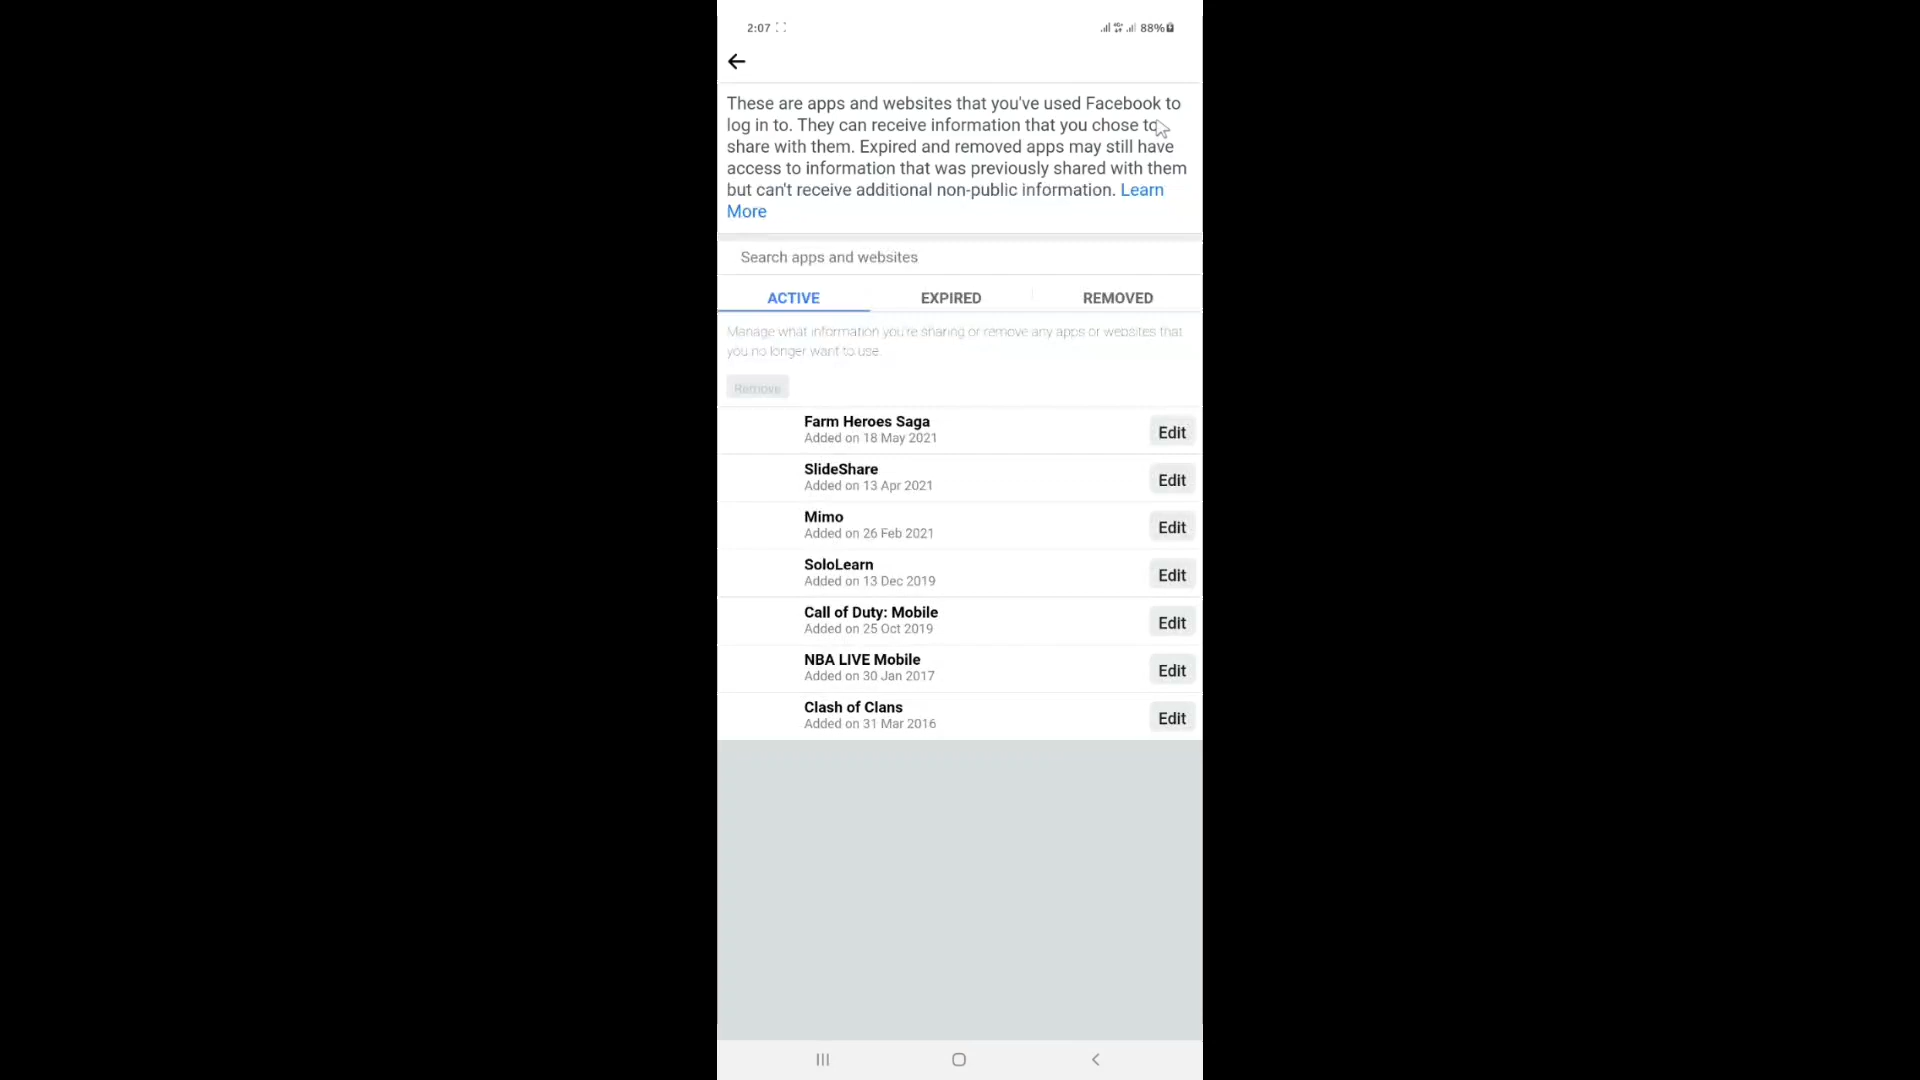 2:07
88%
These are apps and websites that you've used Facebook to
log in to. They can receive information that you chose to
share with them. Expired and removed apps may still have
access to information that was previously shared with them
but can't receive additional non-public information. Learn
More
Search apps and websites
ACTIVE EXPIRED REMOVED
Manage what information you're sharing or remove any apps or websites that
you no longer want to use.
Remove
Farm Heroes Saga
Added on 18 May 2021
Edit
SlideShare
Added on 13 Apr 2021
Edit
Mimo
Added on 26 Feb 2021
Edit
SoloLearn
Added on 13 Dec 2019
Edit
Call of Duty: Mobile
Added on 25 Oct 2019
Edit
NBA LIVE Mobile
Added on 30 Jan 2017
Edit
Clash of Clans
Added on 31 Mar 2016
Edit